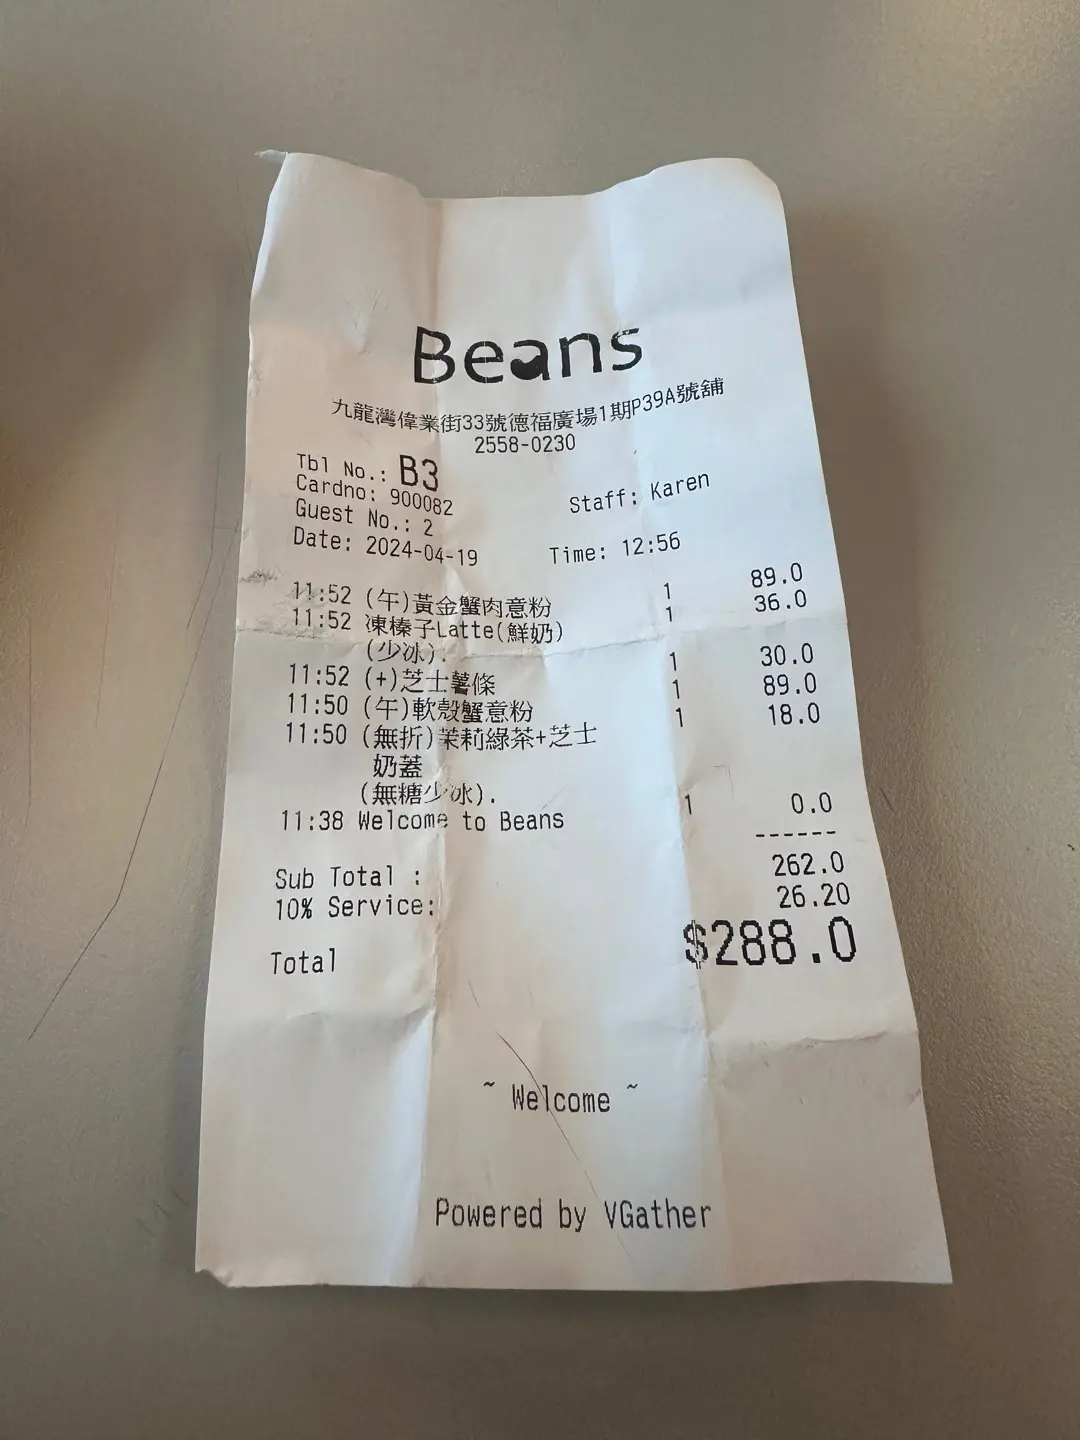 Beans
九龍灣偉業街33號德福廣場1期P39A號舖
2558-0230
Tbl No.: B3
Cardno: 900082 Staff: Karen
Guest No.: 2
Date: 2024-04-19 Time: 12:56
11:52 (午)黃金蟹肉意粉 1 89.0
11:52 凍榛子Latte(鮮奶) 1 36.0
(少冰).
11:52 (+)芝士薯條 1 30.0
11:50 (午)軟殼蟹意粉 1 89.0
11:50 (無折)茉莉綠茶+芝士 1 18.0
奶蓋
(無糖少冰).
11:38 Welcome to Beans 1 0.0
------
Sub Total : 262.0
10% Service: 26.20
Total $288.0
~ Welcome ~
Powered by VGather